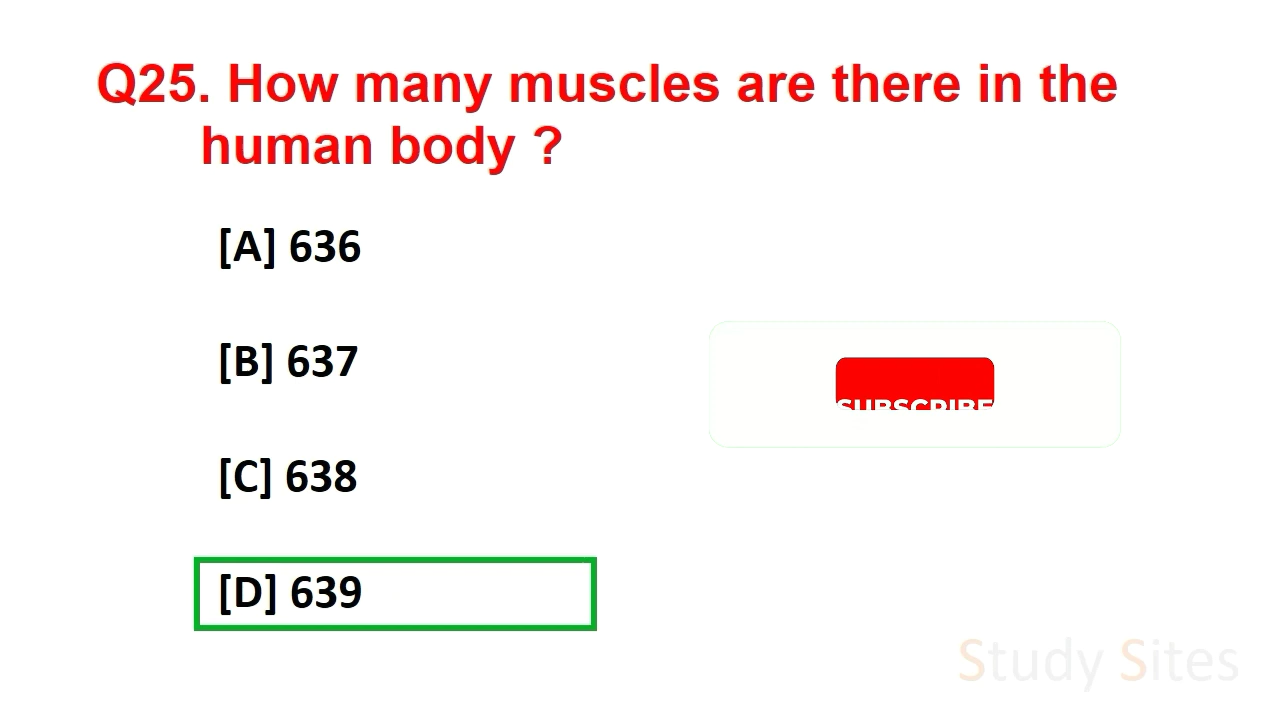 Q25. How many muscles are there in the
human body ?
[A] 636
[B] 637
[C] 638
SUBSCRIBE
[D] 639
Study Sites